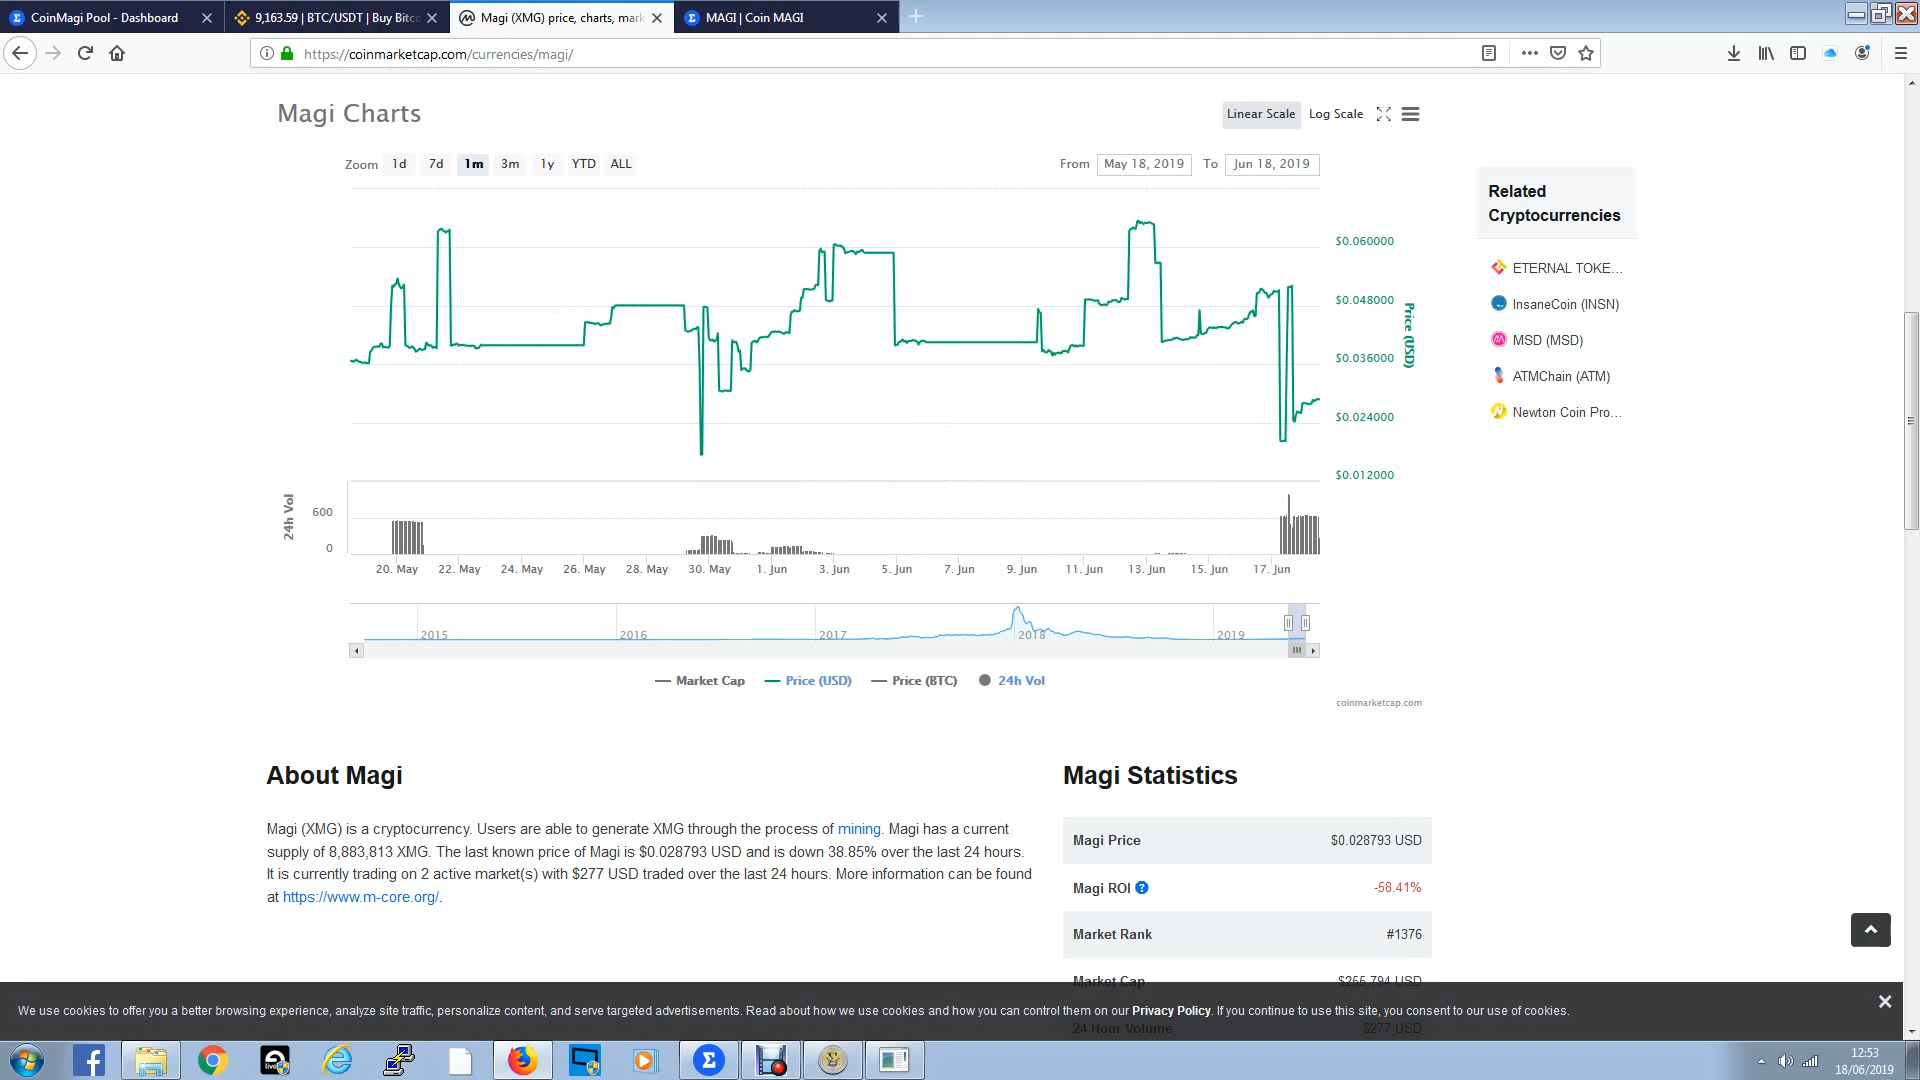 CoinMagi Pool - Dashboard
9,163.59 | BTC/USDT | Buy Bitco
Magi (XMG) price, charts, mark
MAGI | Coin MAGI
https://coinmarketcap.com/currencies/magi/
Magi Charts
Linear Scale
Log Scale
Zoom 1d 7d 1m 3m 1y YTD ALL
From May 18, 2019 To Jun 18, 2019
$0.060000
$0.048000
$0.036000
$0.024000
$0.012000
Price (USD)
24h Vol
600
0
20. May 22. May 24. May 26. May 28. May 30. May 1. Jun 3. Jun 5. Jun 7. Jun 9. Jun 11. Jun 13. Jun 15. Jun 17. Jun
2015 2016 2017 2018 2019
Market Cap Price (USD) Price (BTC) 24h Vol
coinmarketcap.com
Related
Cryptocurrencies
ETERNAL TOKE...
InsaneCoin (INSN)
MSD (MSD)
ATMChain (ATM)
Newton Coin Pro...
About Magi
Magi (XMG) is a cryptocurrency. Users are able to generate XMG through the process of mining. Magi has a current
supply of 8,883,813 XMG. The last known price of Magi is $0.028793 USD and is down 38.85% over the last 24 hours.
It is currently trading on 2 active market(s) with $277 USD traded over the last 24 hours. More information can be found
at https://www.m-core.org/.
Magi Statistics
Magi Price $0.028793 USD
Magi ROI ? -58.41%
Market Rank #1376
Market Cap $255,794 USD
24 Hour Volume $277 USD
We use cookies to offer you a better browsing experience, analyze site traffic, personalize content, and serve targeted advertisements. Read about how we use cookies and how you can control them on our Privacy Policy. If you continue to use this site, you consent to our use of cookies.
live
12:53
18/06/2019